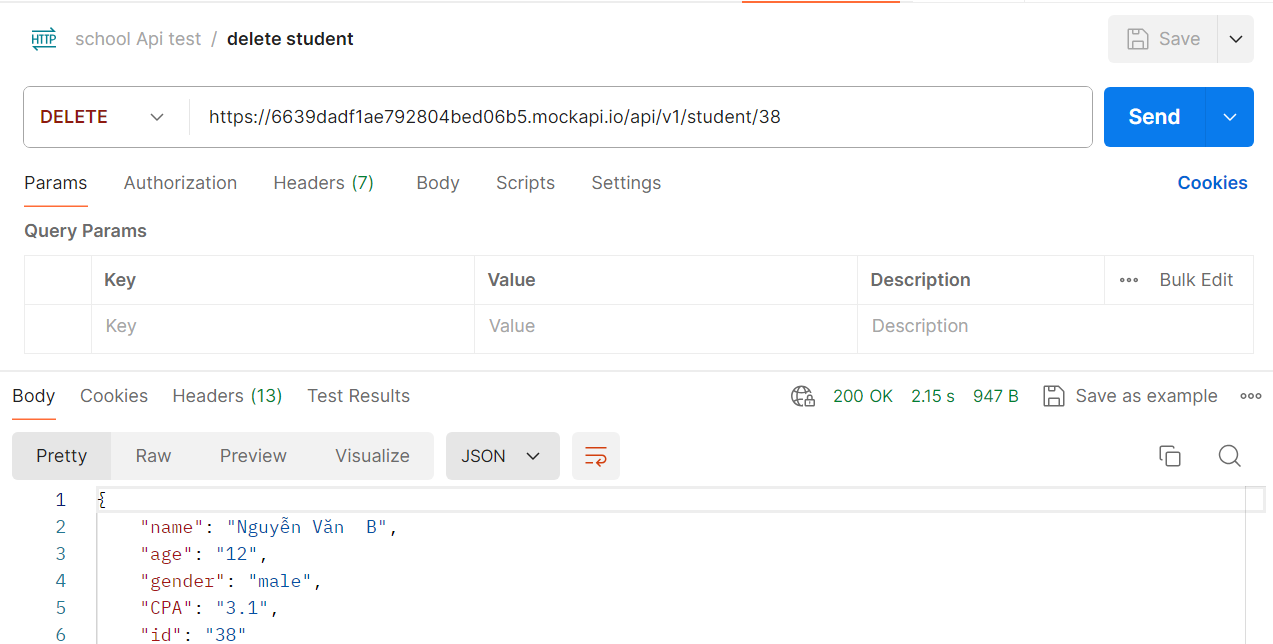 HTTP school Api test / delete student Save
DELETE https://6639dadf1ae792804bed06b5.mockapi.io/api/v1/student/38 Send
Params Authorization Headers (7) Body Scripts Settings Cookies
Query Params
Key Value Description Bulk Edit
Key Value Description
Body Cookies Headers (13) Test Results 200 OK 2.15 s 947 B Save as example
Pretty Raw Preview Visualize JSON
1 {
2 "name": "Nguyễn Văn  B",
3 "age": "12",
4 "gender": "male",
5 "CPA": "3.1",
6 "id": "38"